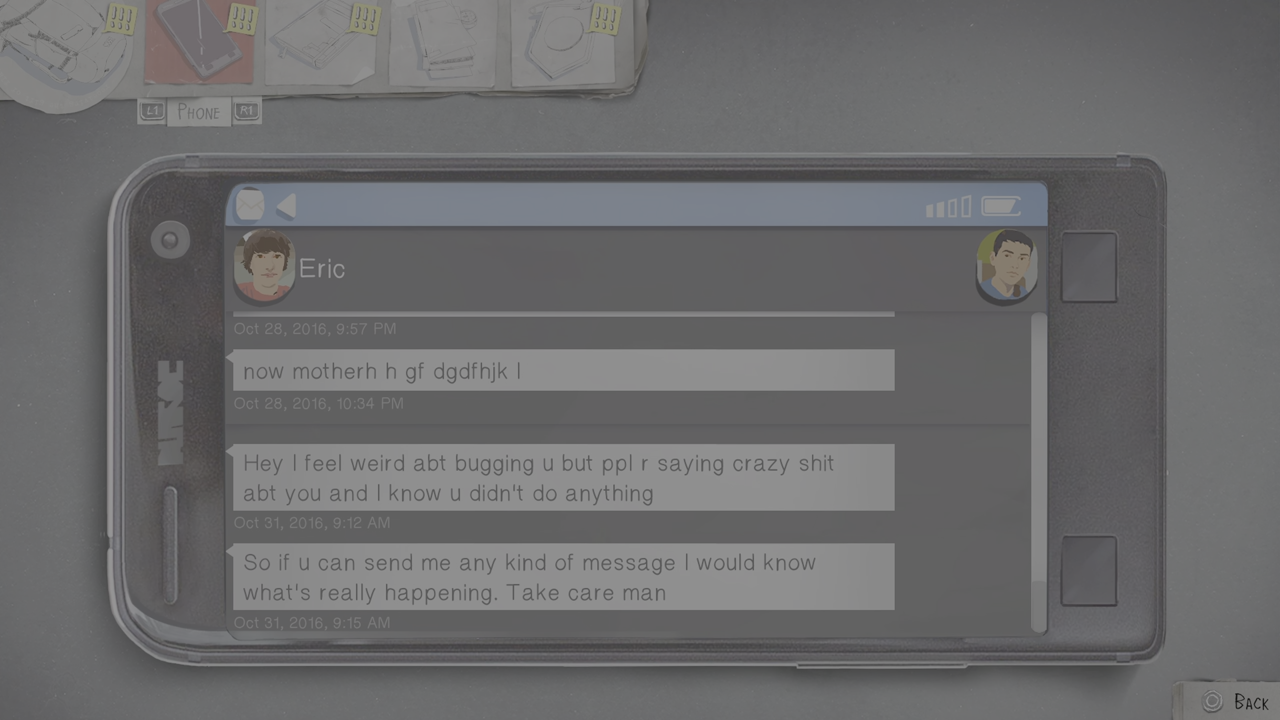 L1 PHONE R1
Eric
Oct 28, 2016, 9:57 PM
now motherh h gf dgdfhjk l
Oct 28, 2016, 10:34 PM
Hey I feel weird abt bugging u but ppl r saying crazy shit
abt you and I know u didn't do anything
Oct 31, 2016, 9:12 AM
So if u can send me any kind of message I would know
what's really happening. Take care man
Oct 31, 2016, 9:15 AM
BACK